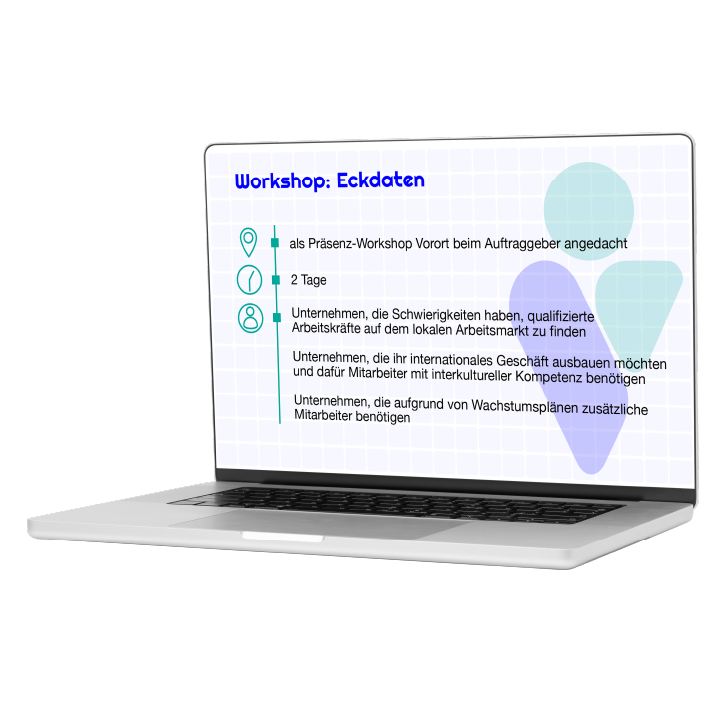 Workshop: Eckdaten
als Präsenz-Workshop Vorort beim Auftraggeber angedacht
2 Tage
Unternehmen, die Schwierigkeiten haben, qualifizierte
Arbeitskräfte auf dem lokalen Arbeitsmarkt zu finden
Unternehmen, die ihr internationales Geschäft ausbauen möchten
und dafür Mitarbeiter mit interkultureller Kompetenz benötigen
Unternehmen, die aufgrund von Wachstumsplänen zusätzliche
Mitarbeiter benötigen